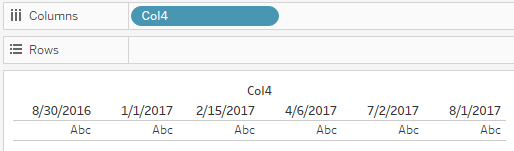 Columns Col4
Rows
Col4
8/30/2016 1/1/2017 2/15/2017 4/6/2017 7/2/2017 8/1/2017
Abc Abc Abc Abc Abc Abc